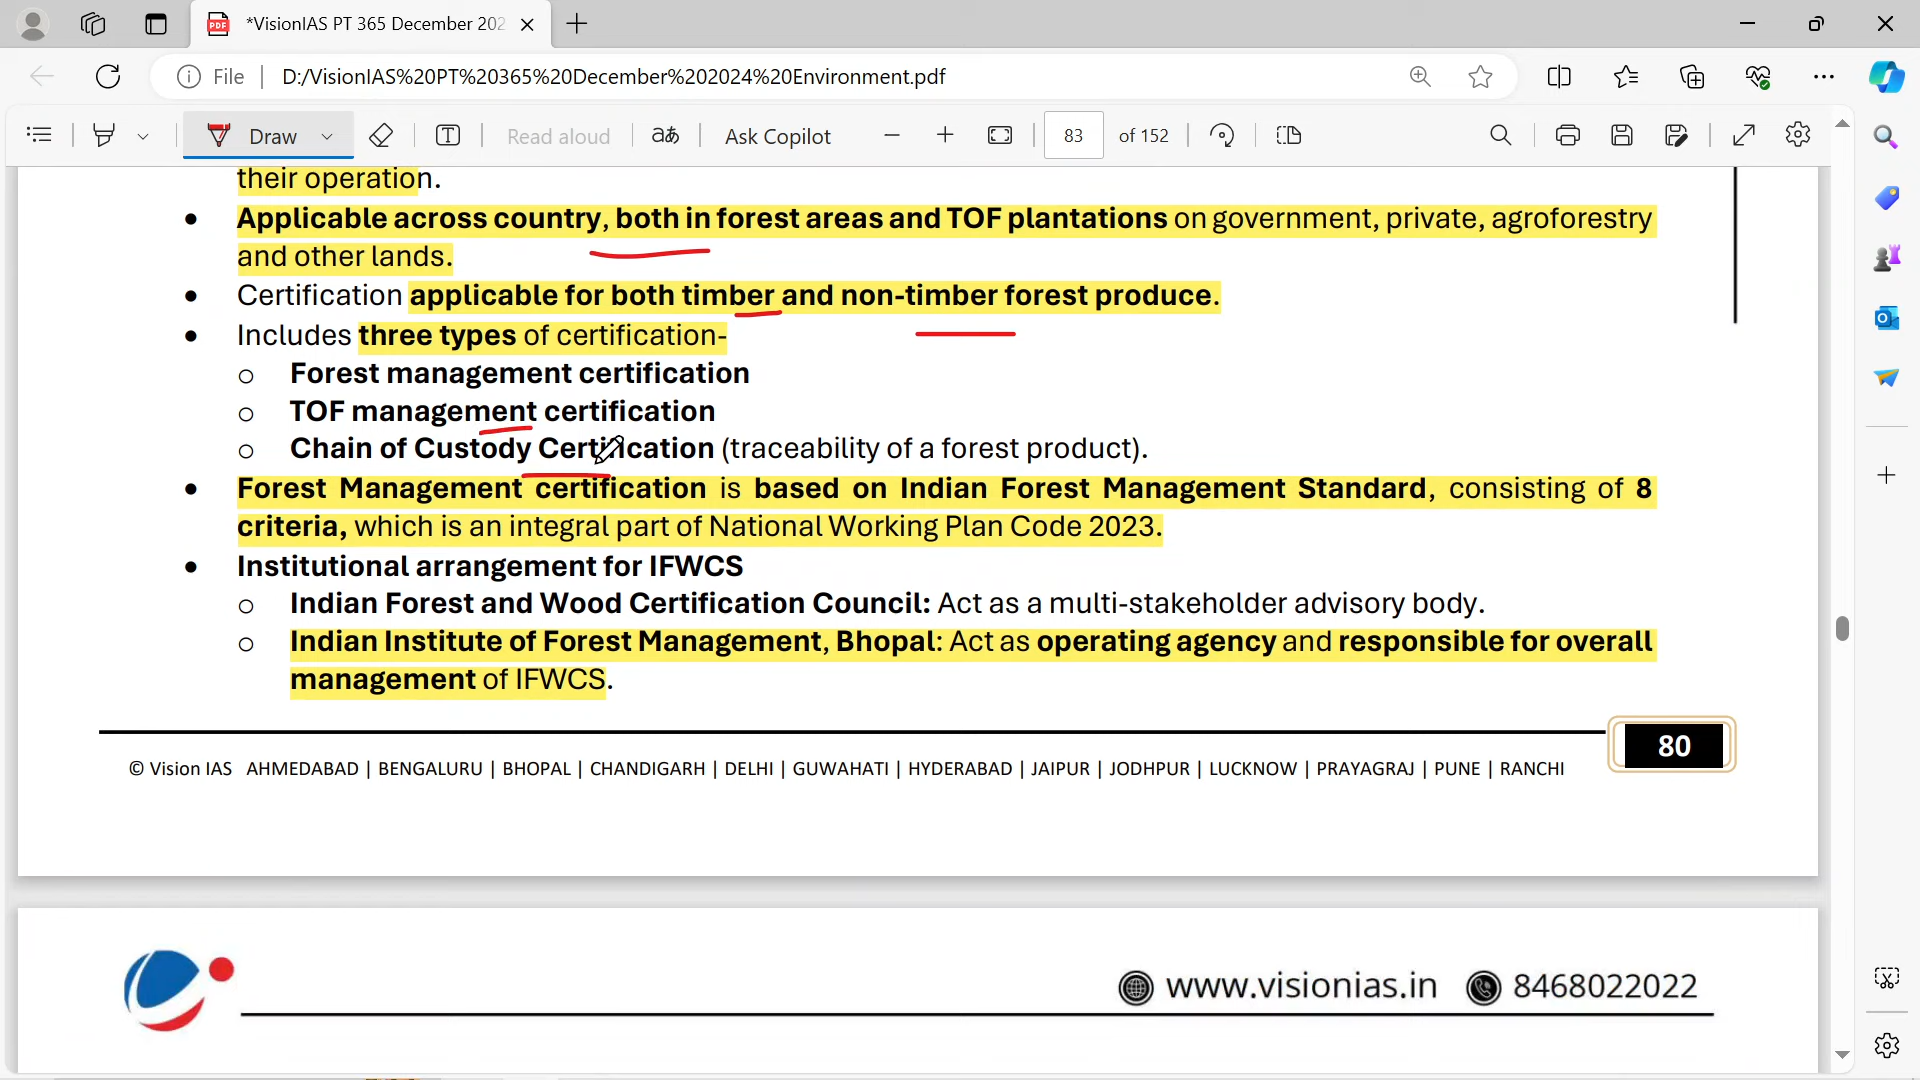 *VisionIAS PT 365 December 202
File
D:/VisionIAS%20PT%20365%20December%202024%20Environment.pdf
Draw
Read aloud
aあ
Ask Copilot
83
of 152
their operation.
• Applicable across country, both in forest areas and TOF plantations on government, private, agroforestry
and other lands.
• Certification applicable for both timber and non-timber forest produce.
• Includes three types of certification-
o Forest management certification
o TOF management certification
o Chain of Custody Certification (traceability of a forest product).
• Forest Management certification is based on Indian Forest Management Standard, consisting of 8
criteria, which is an integral part of National Working Plan Code 2023.
• Institutional arrangement for IFWCS
o Indian Forest and Wood Certification Council: Act as a multi-stakeholder advisory body.
o Indian Institute of Forest Management, Bhopal: Act as operating agency and responsible for overall
management of IFWCS.
80
© Vision IAS AHMEDABAD | BENGALURU | BHOPAL | CHANDIGARH | DELHI | GUWAHATI | HYDERABAD | JAIPUR | JODHPUR | LUCKNOW | PRAYAGRAJ | PUNE | RANCHI
www.visionias.in 8468022022